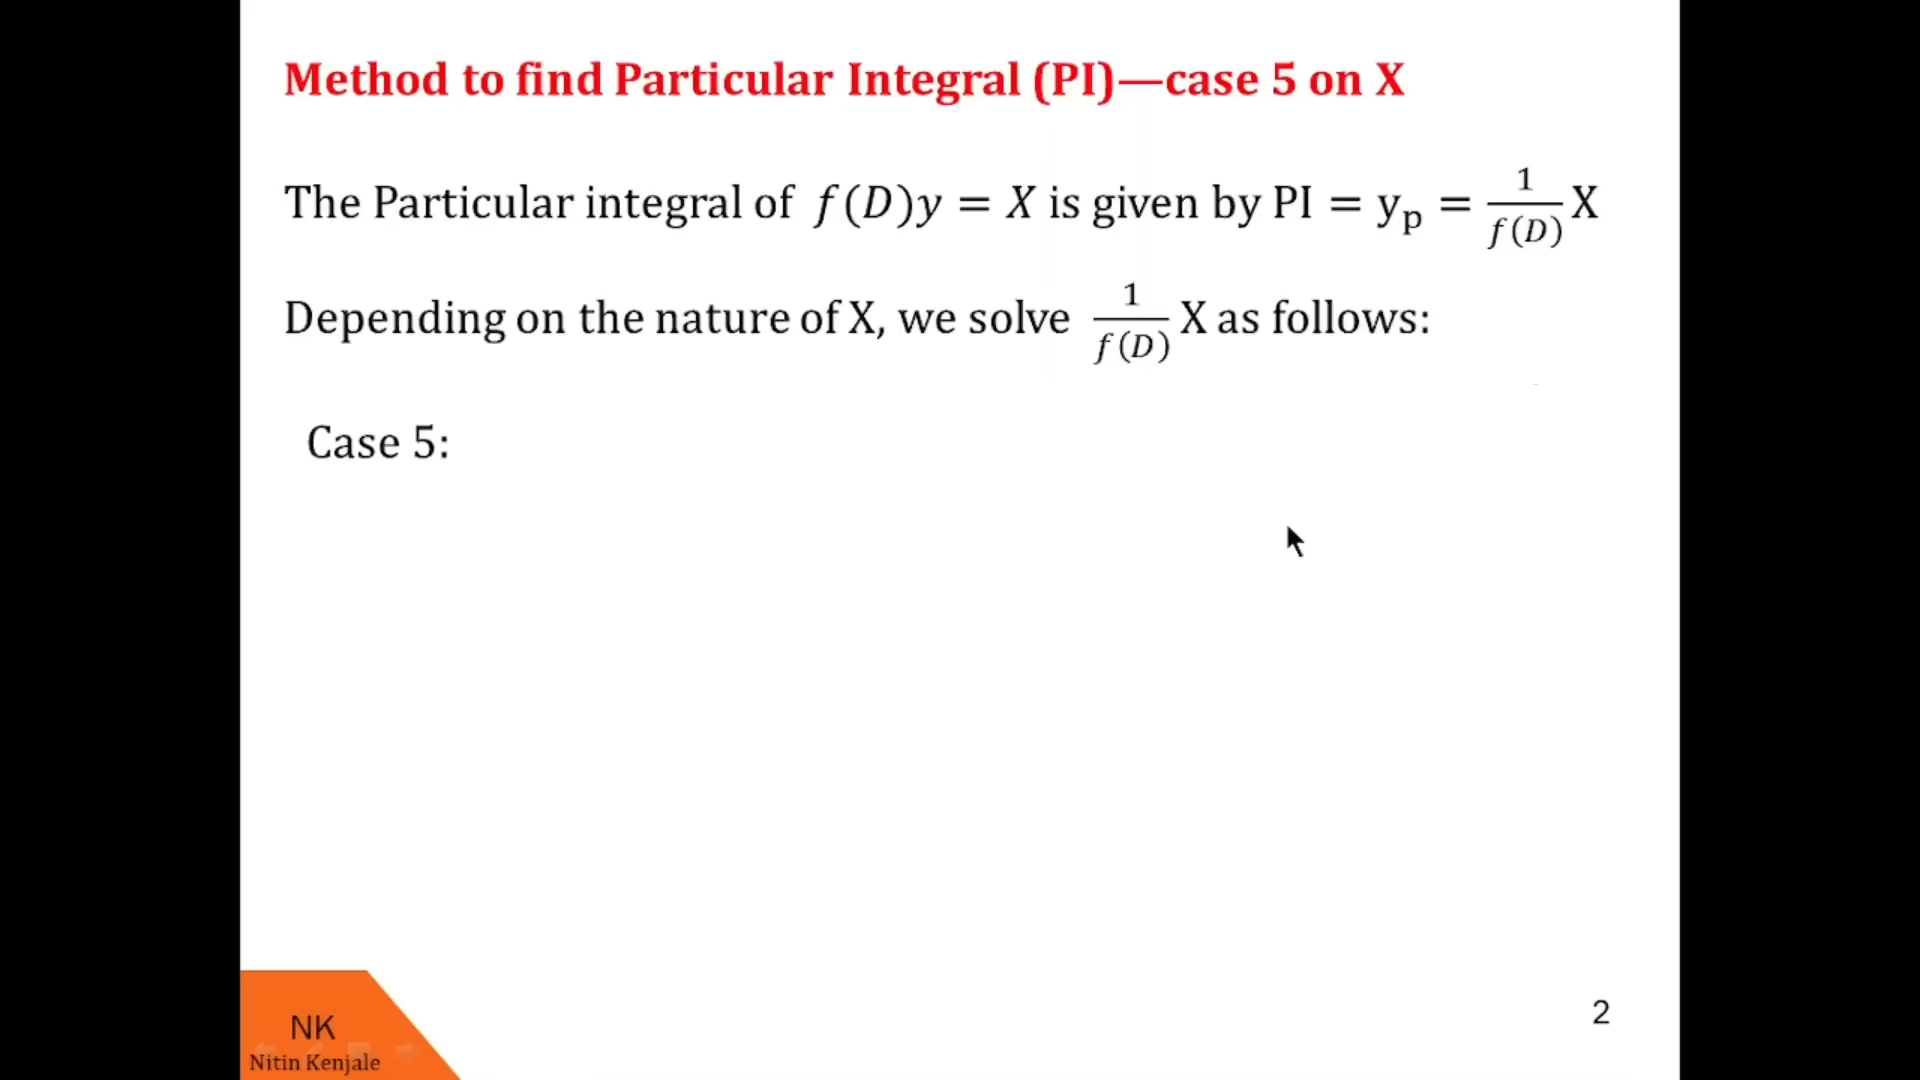 Method to find Particular Integral (PI)—case 5 on X
The Particular integral of f(D)y = X is given by PI = yₚ = 1/f(D) X
Depending on the nature of X, we solve 1/f(D) X as follows:
Case 5:
NK
Nitin Kenjale
2